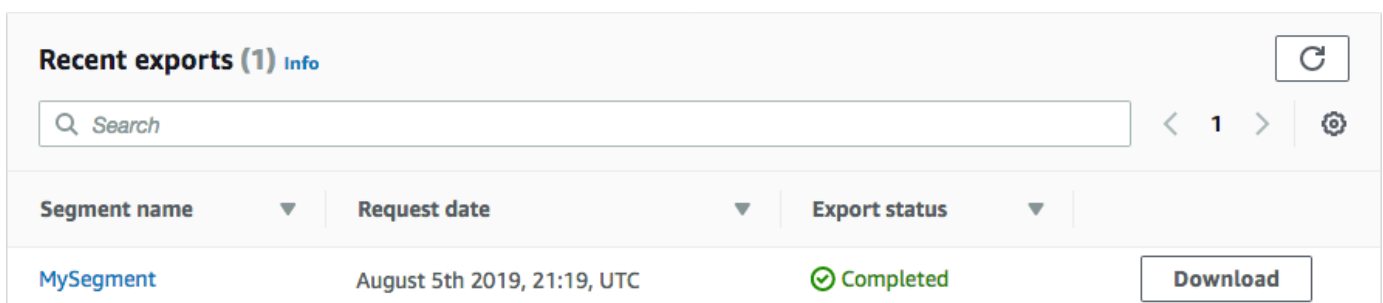 Recent exports (1) Info
Search
1
Segment name Request date Export status
MySegment August 5th 2019, 21:19, UTC Completed Download